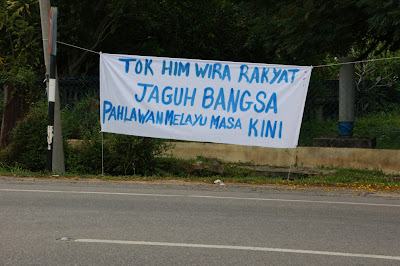 TOK HIM WIRA RAKYAT
JAGUH BANGSA
PAHLAWAN MELAYU MASA KINI